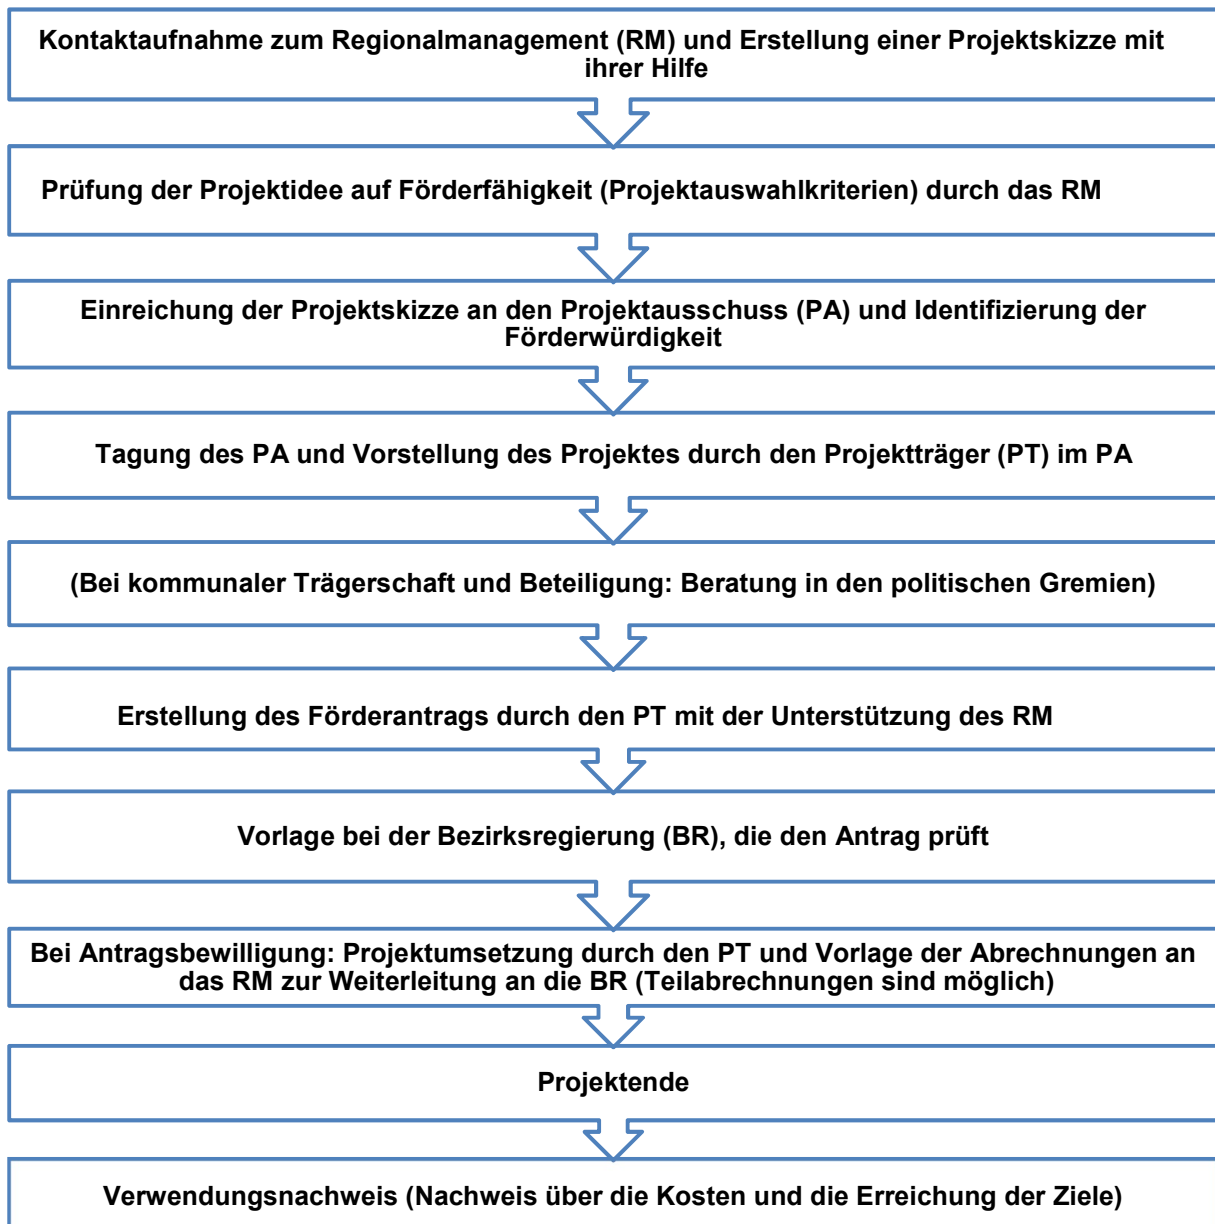 Kontaktaufnahme zum Regionalmanagement (RM) und Erstellung einer Projektskizze mit
ihrer Hilfe
Prüfung der Projektidee auf Förderfähigkeit (Projektauswahlkriterien) durch das RM
Einreichung der Projektskizze an den Projektausschuss (PA) und Identifizierung der
Förderwürdigkeit
Tagung des PA und Vorstellung des Projektes durch den Projektträger (PT) im PA
(Bei kommunaler Trägerschaft und Beteiligung: Beratung in den politischen Gremien)
Erstellung des Förderantrags durch den PT mit der Unterstützung des RM
Vorlage bei der Bezirksregierung (BR), die den Antrag prüft
Bei Antragsbewilligung: Projektumsetzung durch den PT und Vorlage der Abrechnungen an
das RM zur Weiterleitung an die BR (Teilabrechnungen sind möglich)
Projektende
Verwendungsnachweis (Nachweis über die Kosten und die Erreichung der Ziele)